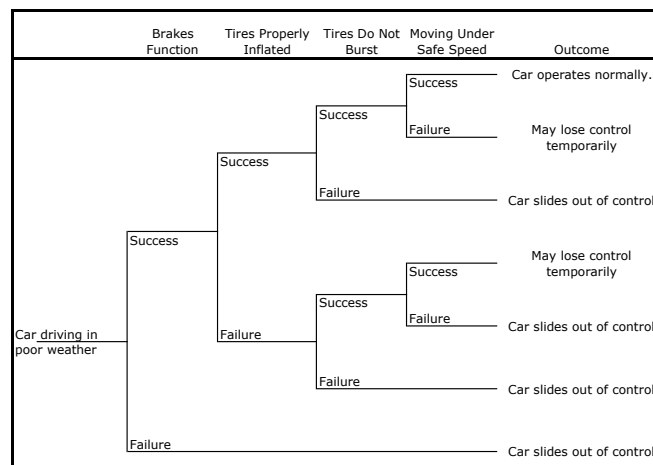 Brakes Function
Tires Properly Inflated
Tires Do Not Burst
Moving Under Safe Speed
Outcome
Success
Car operates normally.
Success
Failure
May lose control
temporarily
Success
Failure
Car slides out of control
Success
May lose control
temporarily
Success
Success
Failure
Car slides out of control
Car driving in
poor weather
Failure
Failure
Car slides out of control
Failure
Car slides out of control